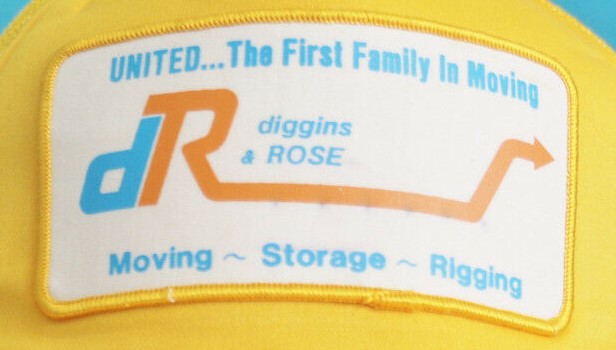 UNITED...The First Family In Moving
dR
diggins
& ROSE
Moving ~ Storage ~ Rigging